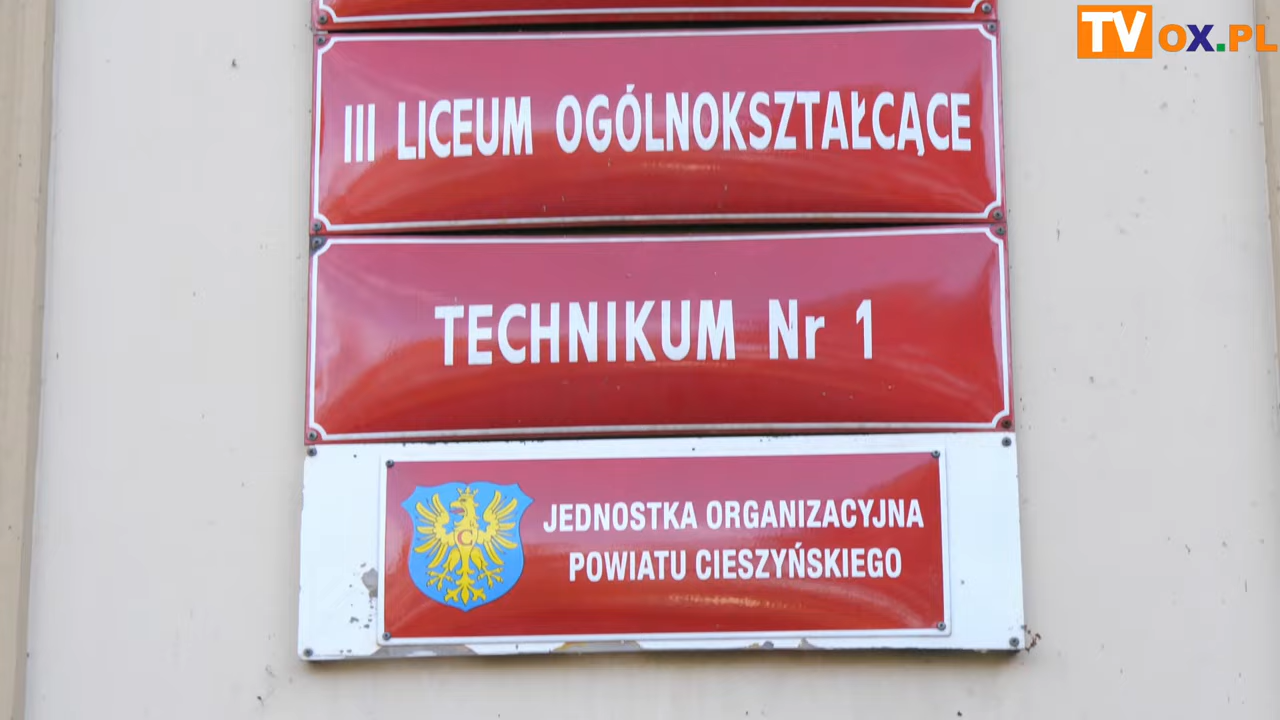 TVOX.PL
III LICEUM OGÓLNOKSZTAŁCĄCE
TECHNIKUM Nr 1
C
JEDNOSTKA ORGANIZACYJNA
POWIATU CIESZYŃSKIEGO